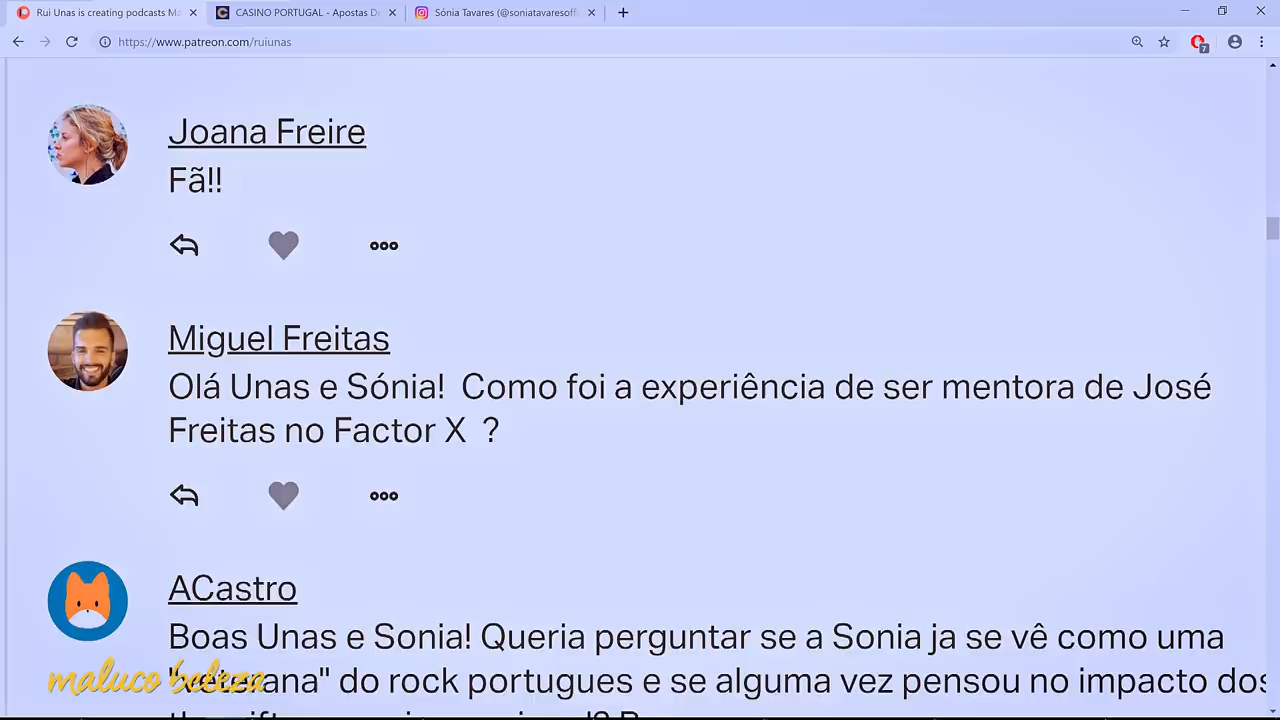 Rui Unas is creating podcasts Ma
CASINO PORTUGAL - Apostas De
Sónia Tavares (@soniatavaresoffi
https://www.patreon.com/ruiunas
7
Joana Freire
Fã!!
Miguel Freitas
Olá Unas e Sónia! Como foi a experiência de ser mentora de José
Freitas no Factor X ?
ACastro
Boas Unas e Sonia! Queria perguntar se a Sonia ja se vê como uma
do rock portugues e se alguma vez pensou no impacto dos
maluco beleza